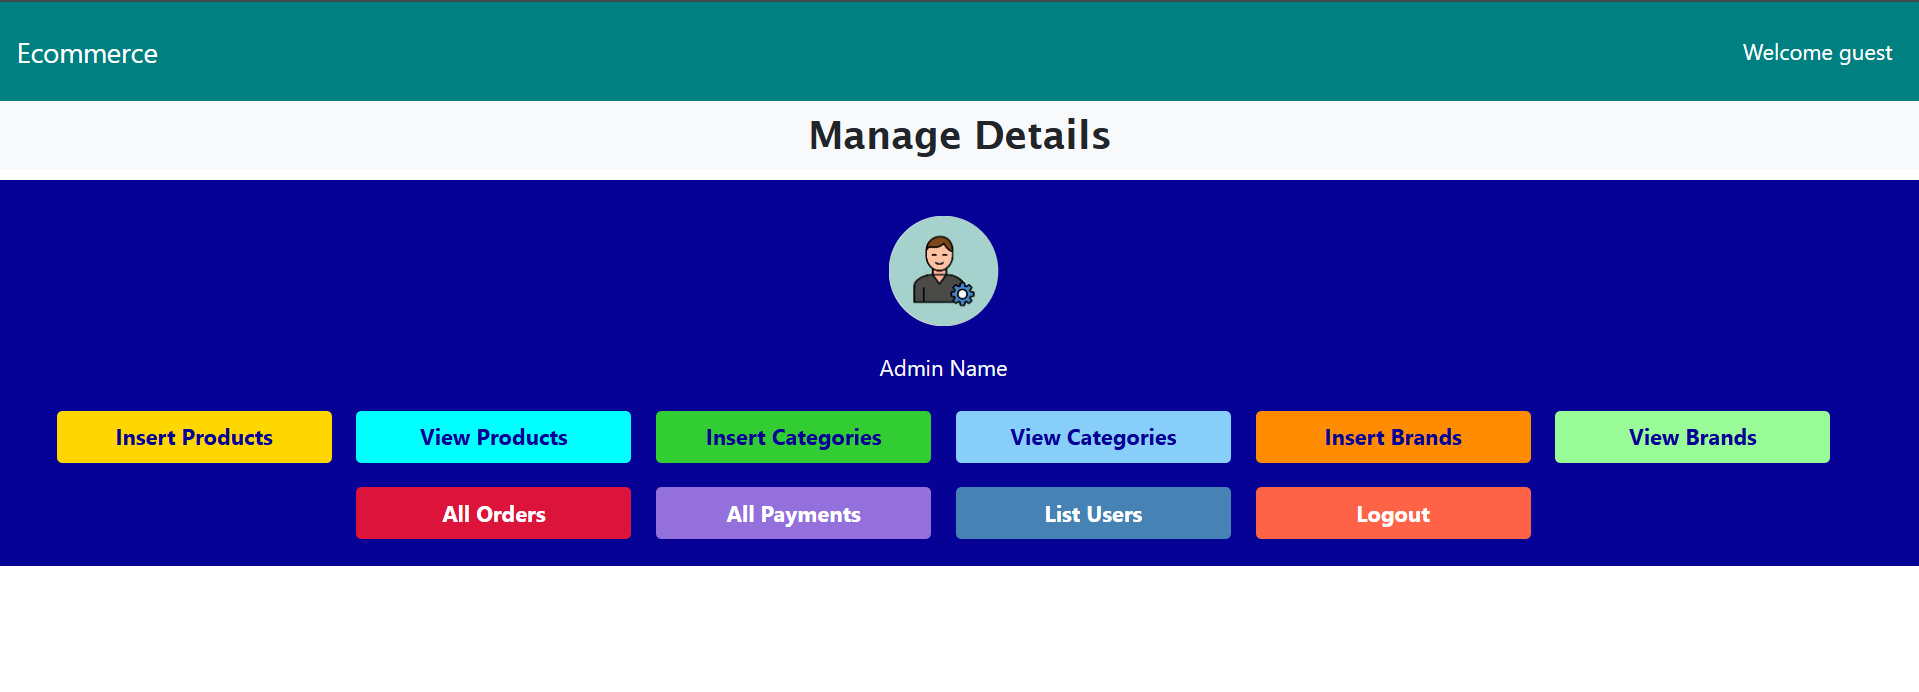 Ecommerce
Welcome guest
Manage Details
Admin Name
Insert Products
View Products
Insert Categories
View Categories
Insert Brands
View Brands
All Orders
All Payments
List Users
Logout